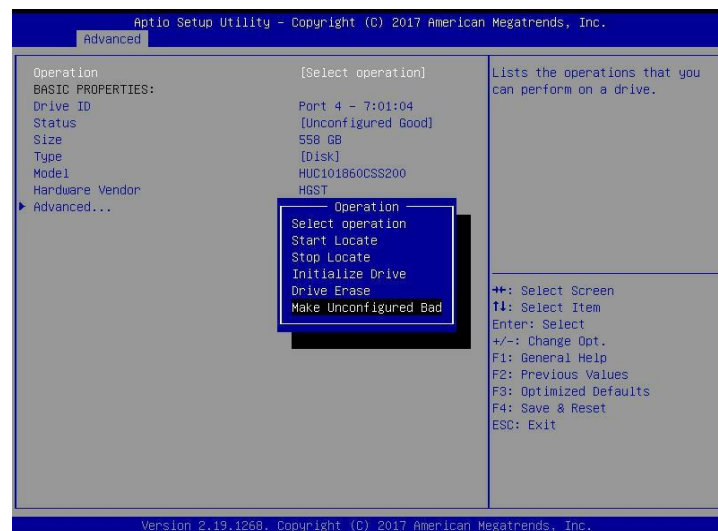 Aptio Setup Utility – Copyright (C) 2017 American Megatrends, Inc.
Advanced
Operation [Select operation]
BASIC PROPERTIES:
Drive ID Port 4 - 7:01:04
Status [Unconfigured Good]
Size 558 GB
Type [Disk]
Model HUC101860CSS200
Hardware Vendor HGST
Advanced...
Operation
Select operation
Start Locate
Stop Locate
Initialize Drive
Drive Erase
Make Unconfigured Bad
Lists the operations that you
can perform on a drive.
→←: Select Screen
↑↓: Select Item
Enter: Select
+/-: Change Opt.
F1: General Help
F2: Previous Values
F3: Optimized Defaults
F4: Save & Reset
ESC: Exit
Version 2.19.1268. Copyright (C) 2017 American Megatrends, Inc.